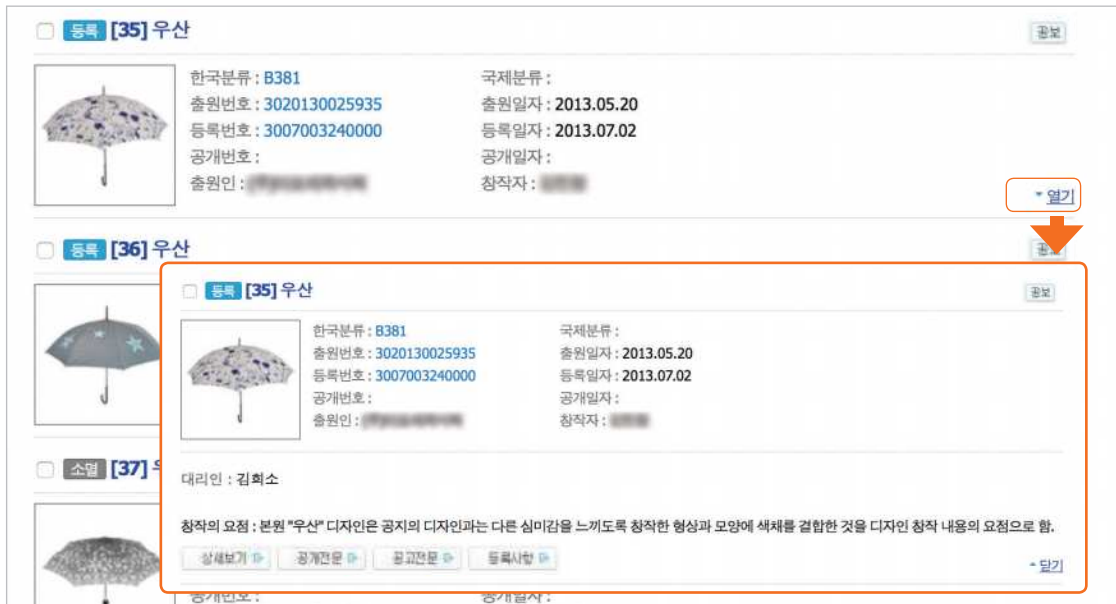 등록 [35] 우산 공보
한국분류 : B381 국제분류 :
출원번호 : 3020130025935 출원일자 : 2013.05.20
등록번호 : 3007003240000 등록일자 : 2013.07.02
공개번호 : 공개일자 :
출원인 : 창작자 :
열기
등록 [36] 우산
등록 [35] 우산 공보
한국분류 : B381 국제분류 :
출원번호 : 3020130025935 출원일자 : 2013.05.20
등록번호 : 3007003240000 등록일자 : 2013.07.02
공개번호 : 공개일자 :
출원인 : 창작자 :
소멸 [37]
대리인 : 김희소
창작의 요점 : 본원 "우산" 디자인은 공지의 디자인과는 다른 심미감을 느끼도록 창작한 형상과 모양에 색채를 결합한 것을 디자인 창작 내용의 요점으로 함.
상세보기 공개전문 공고전문 등록사항
닫기
공개번호 : 공개일자 :